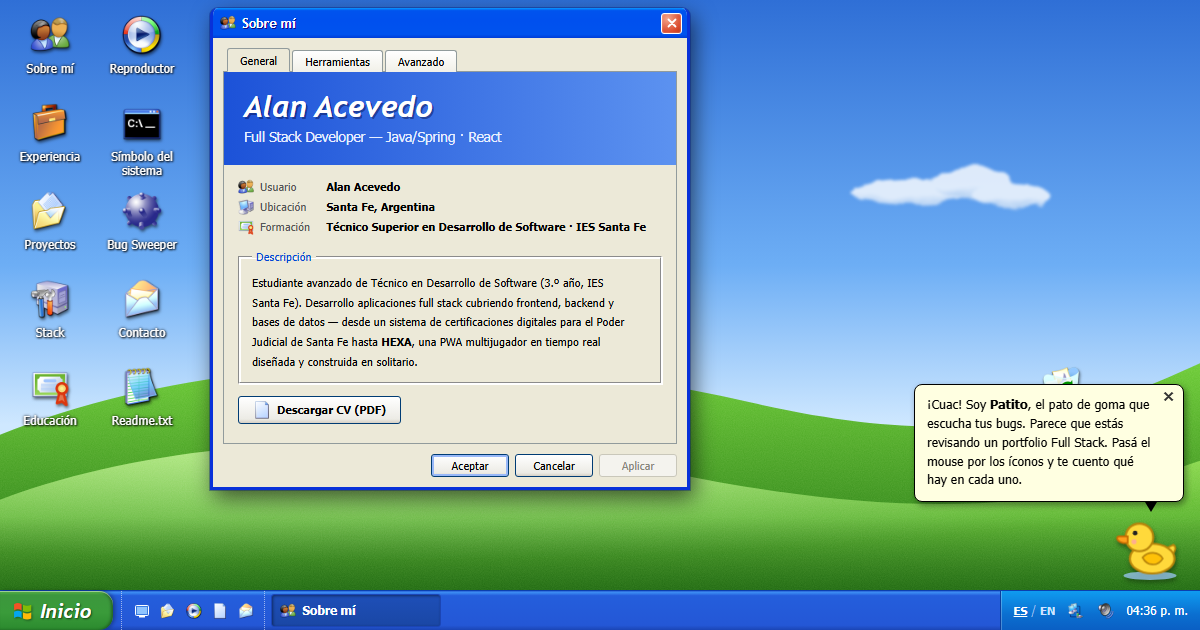 Sobre mí
Reproductor
Experiencia
Símbolo del
sistema
Proyectos
Bug Sweeper
Stack
Contacto
Educación
Readme.txt
Sobre mí
General
Herramientas
Avanzado
Alan Acevedo
Full Stack Developer — Java/Spring · React
Usuario Alan Acevedo
Ubicación Santa Fe, Argentina
Formación Técnico Superior en Desarrollo de Software · IES Santa Fe
Descripción
Estudiante avanzado de Técnico en Desarrollo de Software (3.º año, IES
Santa Fe). Desarrollo aplicaciones full stack cubriendo frontend, backend y
bases de datos — desde un sistema de certificaciones digitales para el Poder
Judicial de Santa Fe hasta HEXA, una PWA multijugador en tiempo real
diseñada y construida en solitario.
Descargar CV (PDF)
Aceptar
Cancelar
Aplicar
¡Cuac! Soy Patito, el pato de goma que
escucha tus bugs. Parece que estás
revisando un portfolio Full Stack. Pasá el
mouse por los íconos y te cuento qué
hay en cada uno.
Inicio
Sobre mí
ES / EN
04:36 p. m.
C:\_